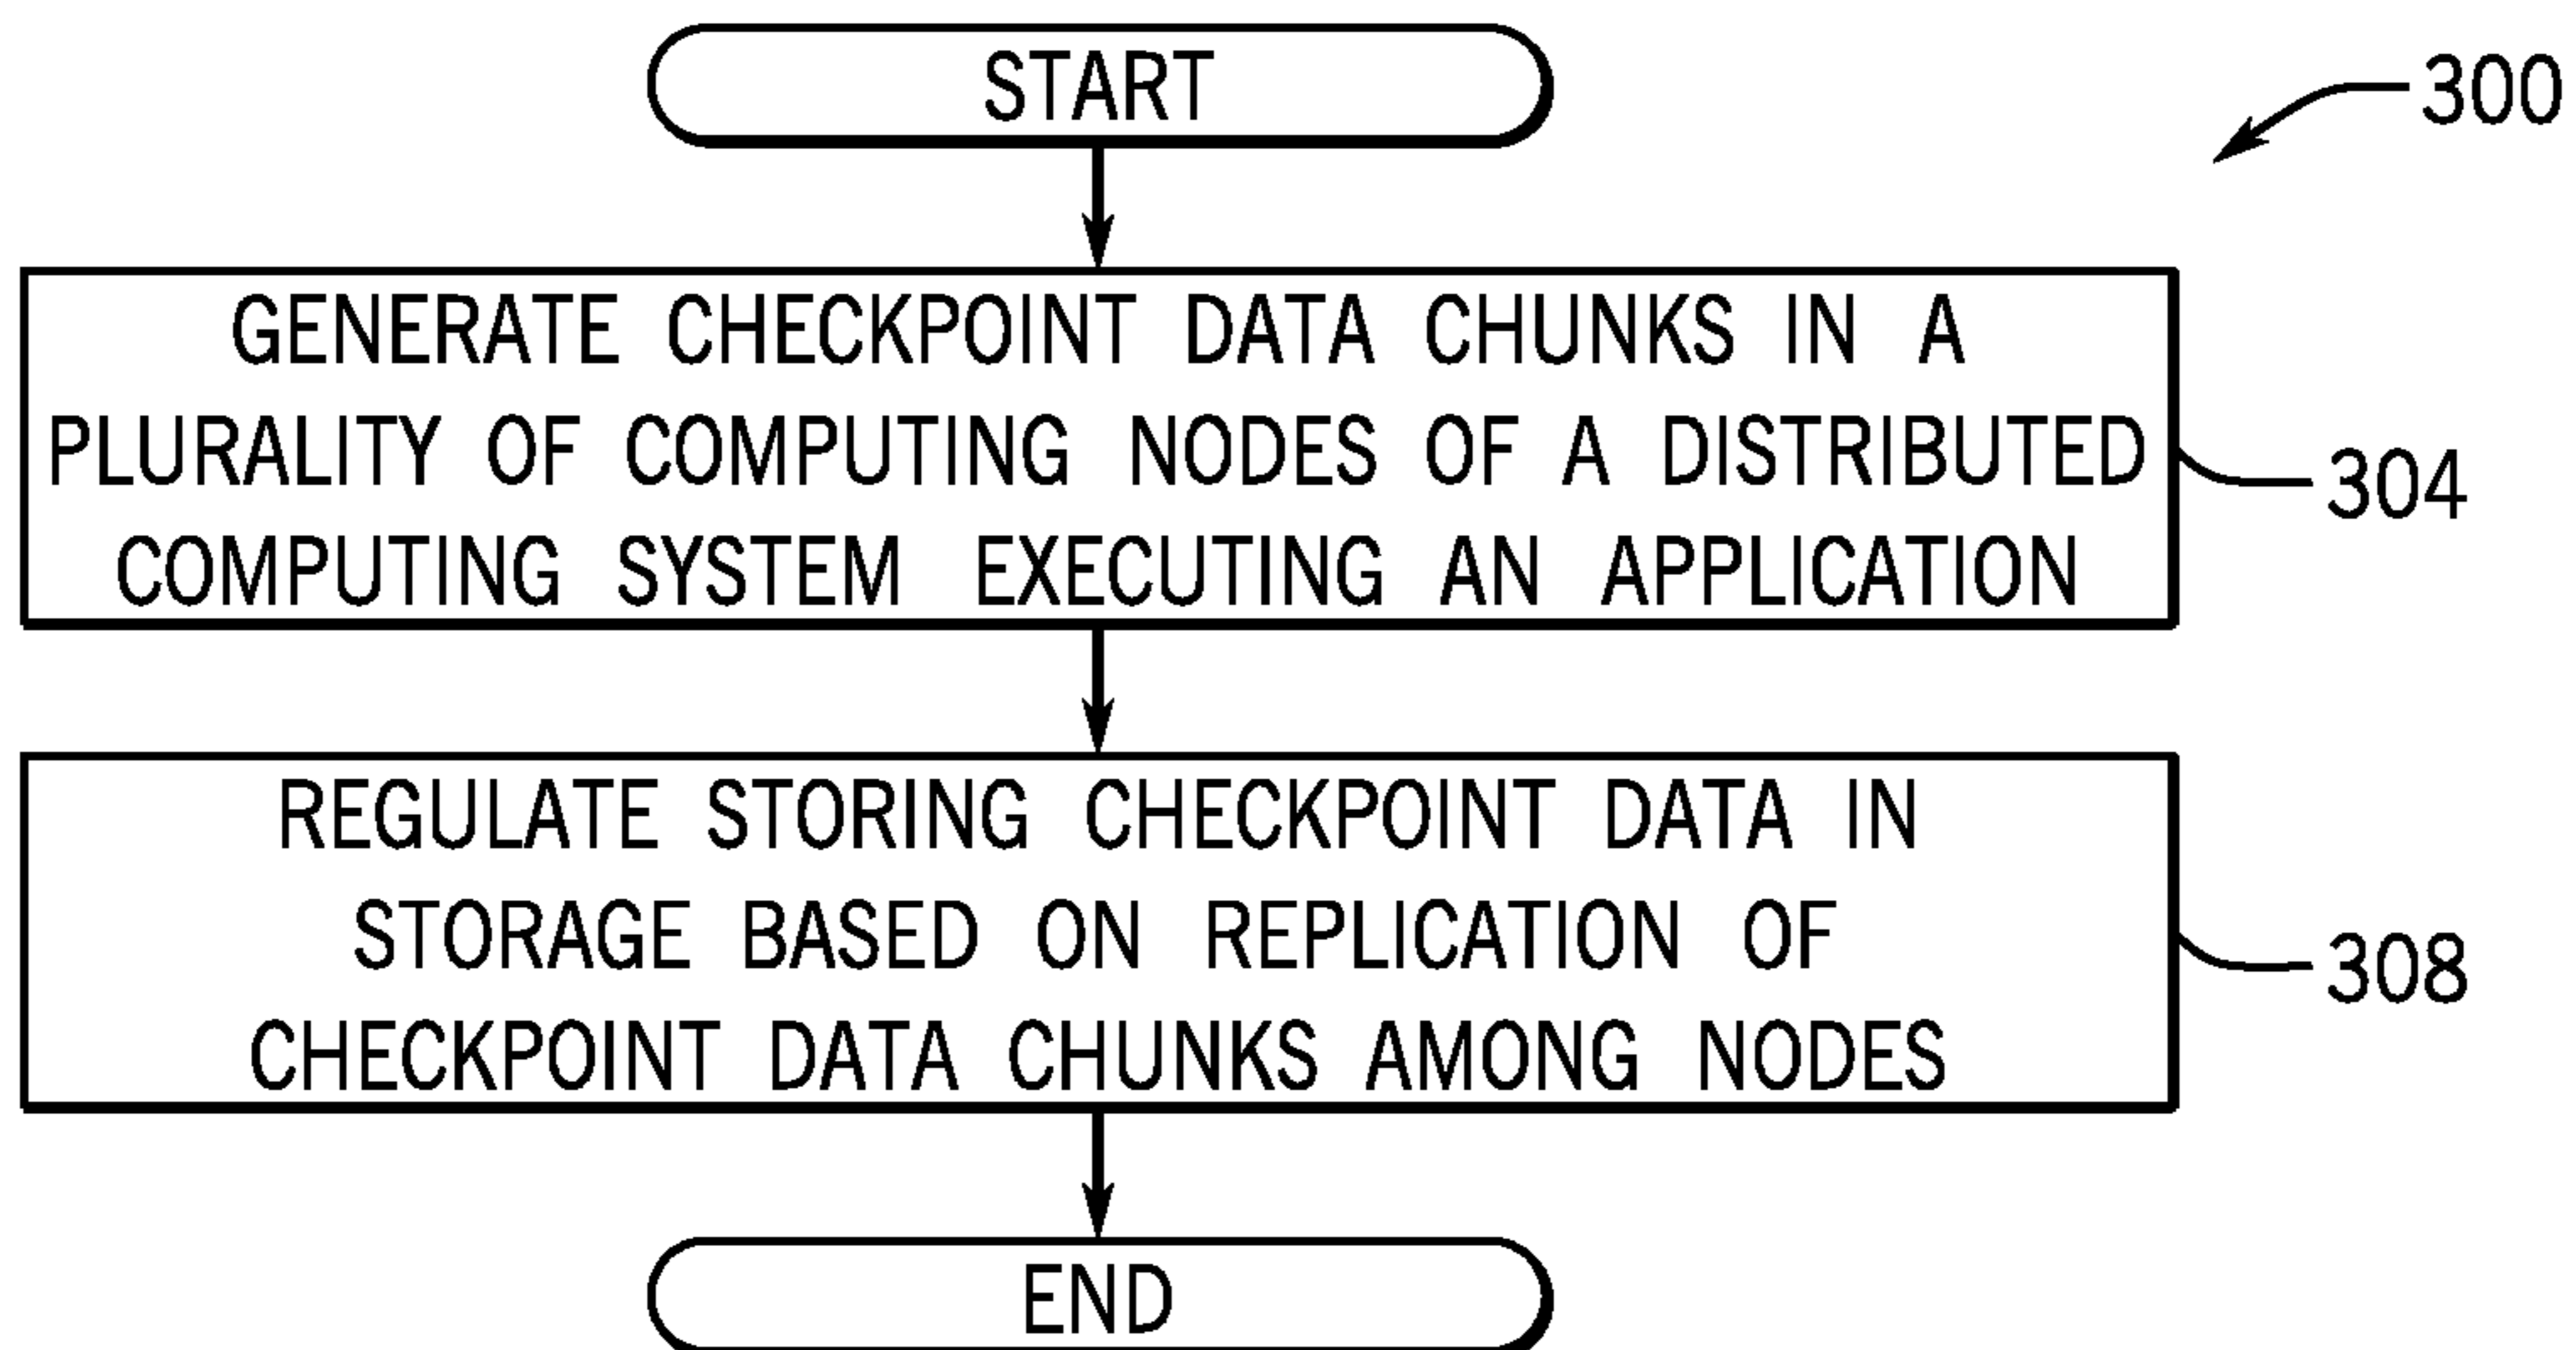 START
300
GENERATE CHECKPOINT DATA CHUNKS IN A
PLURALITY OF COMPUTING NODES OF A DISTRIBUTED
COMPUTING SYSTEM EXECUTING AN APPLICATION
304
REGULATE STORING CHECKPOINT DATA IN
STORAGE BASED ON REPLICATION OF
CHECKPOINT DATA CHUNKS AMONG NODES
308
END